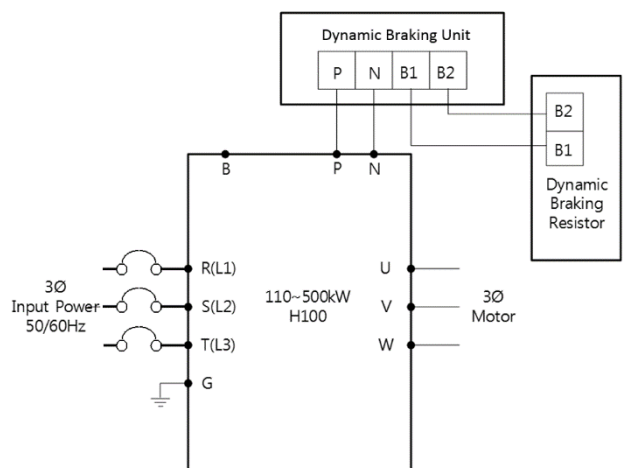 Dynamic Braking Unit
P N B1 B2
B2
B1
Dynamic
Braking
Resistor
B P N
R(L1)
S(L2)
T(L3)
G
3Ø
Input Power
50/60Hz
110~500kW
H100
U
V
W
3Ø
Motor